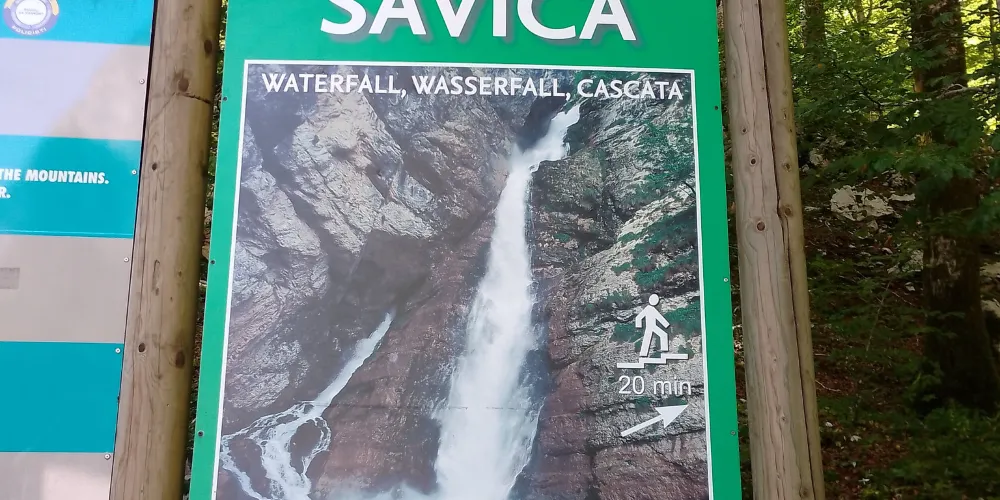 SAVICA
WATERFALL, WASSERFALL, CASCATA
THE MOUNTAINS.
R.
20 min